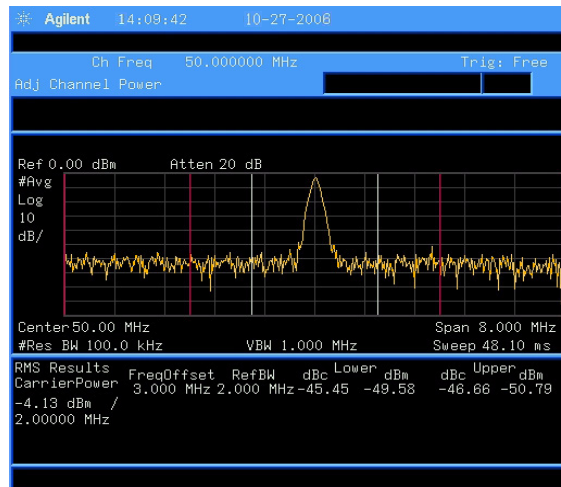 Agilent 14:09:42 10-27-2006
Ch Freq 50.000000 MHz Trig: Free
Adj Channel Power
Ref 0.00 dBm Atten 20 dB
#Avg
Log
10
dB/
Center 50.00 MHz Span 8.000 MHz
#Res BW 100.0 kHz VBW 1.000 MHz Sweep 48.10 ms
RMS Results FreqOffset RefBW dBc Lower dBm dBc Upper dBm
CarrierPower 3.000 MHz 2.000 MHz -45.45 -49.58 -46.66 -50.79
-4.13 dBm /
2.00000 MHz